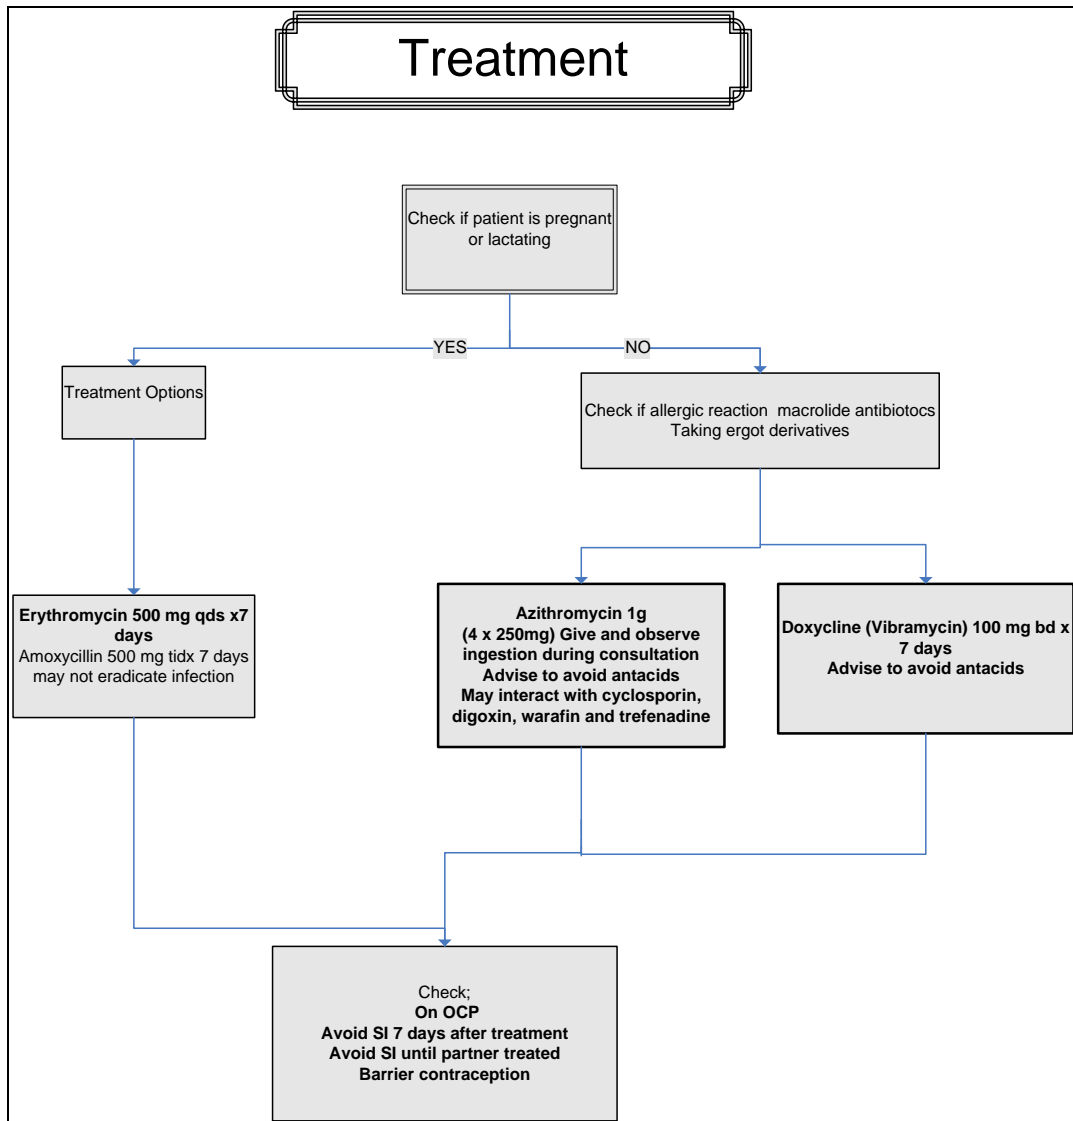 Treatment
Check if patient is pregnant
or lactating
YES
NO
Treatment Options
Check if allergic reaction  macrolide antibiotocs
Taking ergot derivatives
Erythromycin 500 mg qds x7
days
Amoxycillin 500 mg tidx 7 days
may not eradicate infection
Azithromycin 1g
(4 x 250mg) Give and observe
ingestion during consultation
Advise to avoid antacids
May interact with cyclosporin,
digoxin, warafin and trefenadine
Doxycline (Vibramycin) 100 mg bd x
7 days
Advise to avoid antacids
Check;
On OCP
Avoid SI 7 days after treatment
Avoid SI until partner treated
Barrier contraception